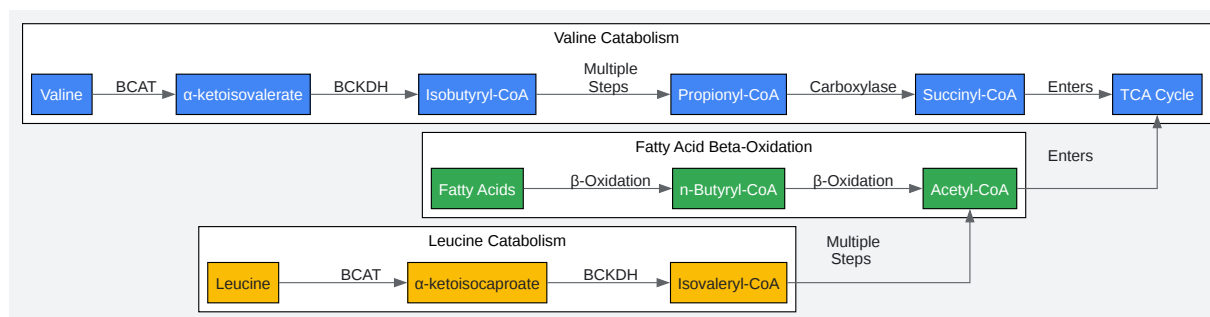 Valine Catabolism
Valine
BCAT
α-ketoisovalerate
BCKDH
Isobutyryl-CoA
Multiple
Steps
Propionyl-CoA
Carboxylase
Succinyl-CoA
Enters
TCA Cycle
Fatty Acid Beta-Oxidation
Fatty Acids
β-Oxidation
n-Butyryl-CoA
β-Oxidation
Acetyl-CoA
Enters
Leucine Catabolism
Leucine
BCAT
α-ketoisocaproate
BCKDH
Isovaleryl-CoA
Multiple
Steps